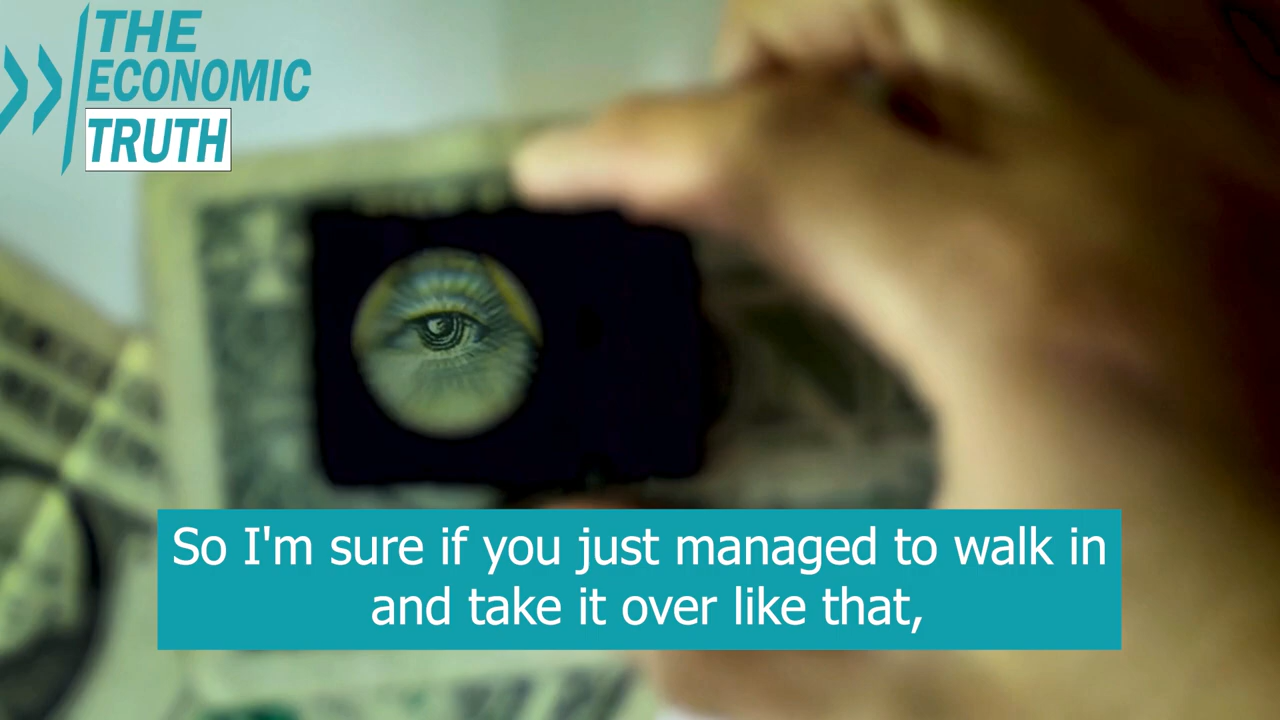 THE
ECONOMIC
TRUTH
So I'm sure if you just managed to walk in
and take it over like that,